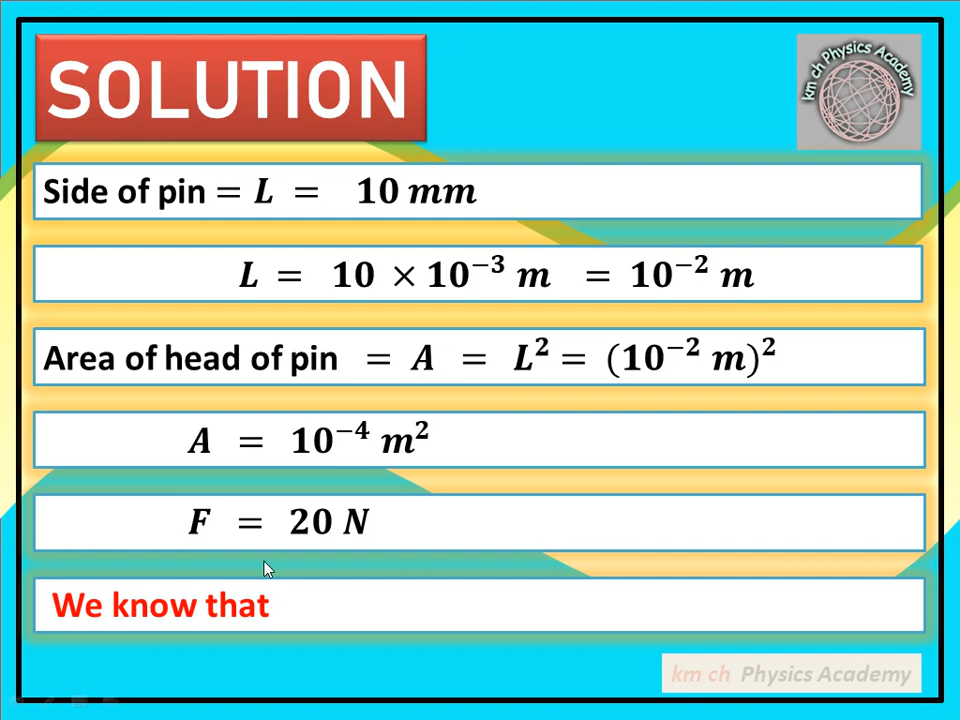 SOLUTION
km ch Physics Academy
Side of pin = L = 10 mm
L = 10 × 10⁻³ m = 10⁻² m
Area of head of pin = A = L² = (10⁻² m)²
A = 10⁻⁴ m²
F = 20 N
We know that
km ch Physics Academy